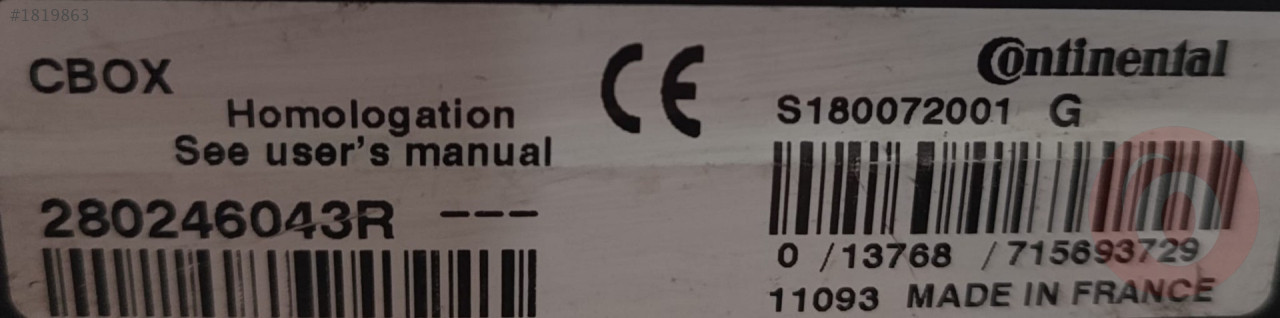 #1819863
CBOX
Homologation
See user's manual
280246043R ---
CE
Continental
S180072001 G
0 /13768 /715693729
11093 MADE IN FRANCE